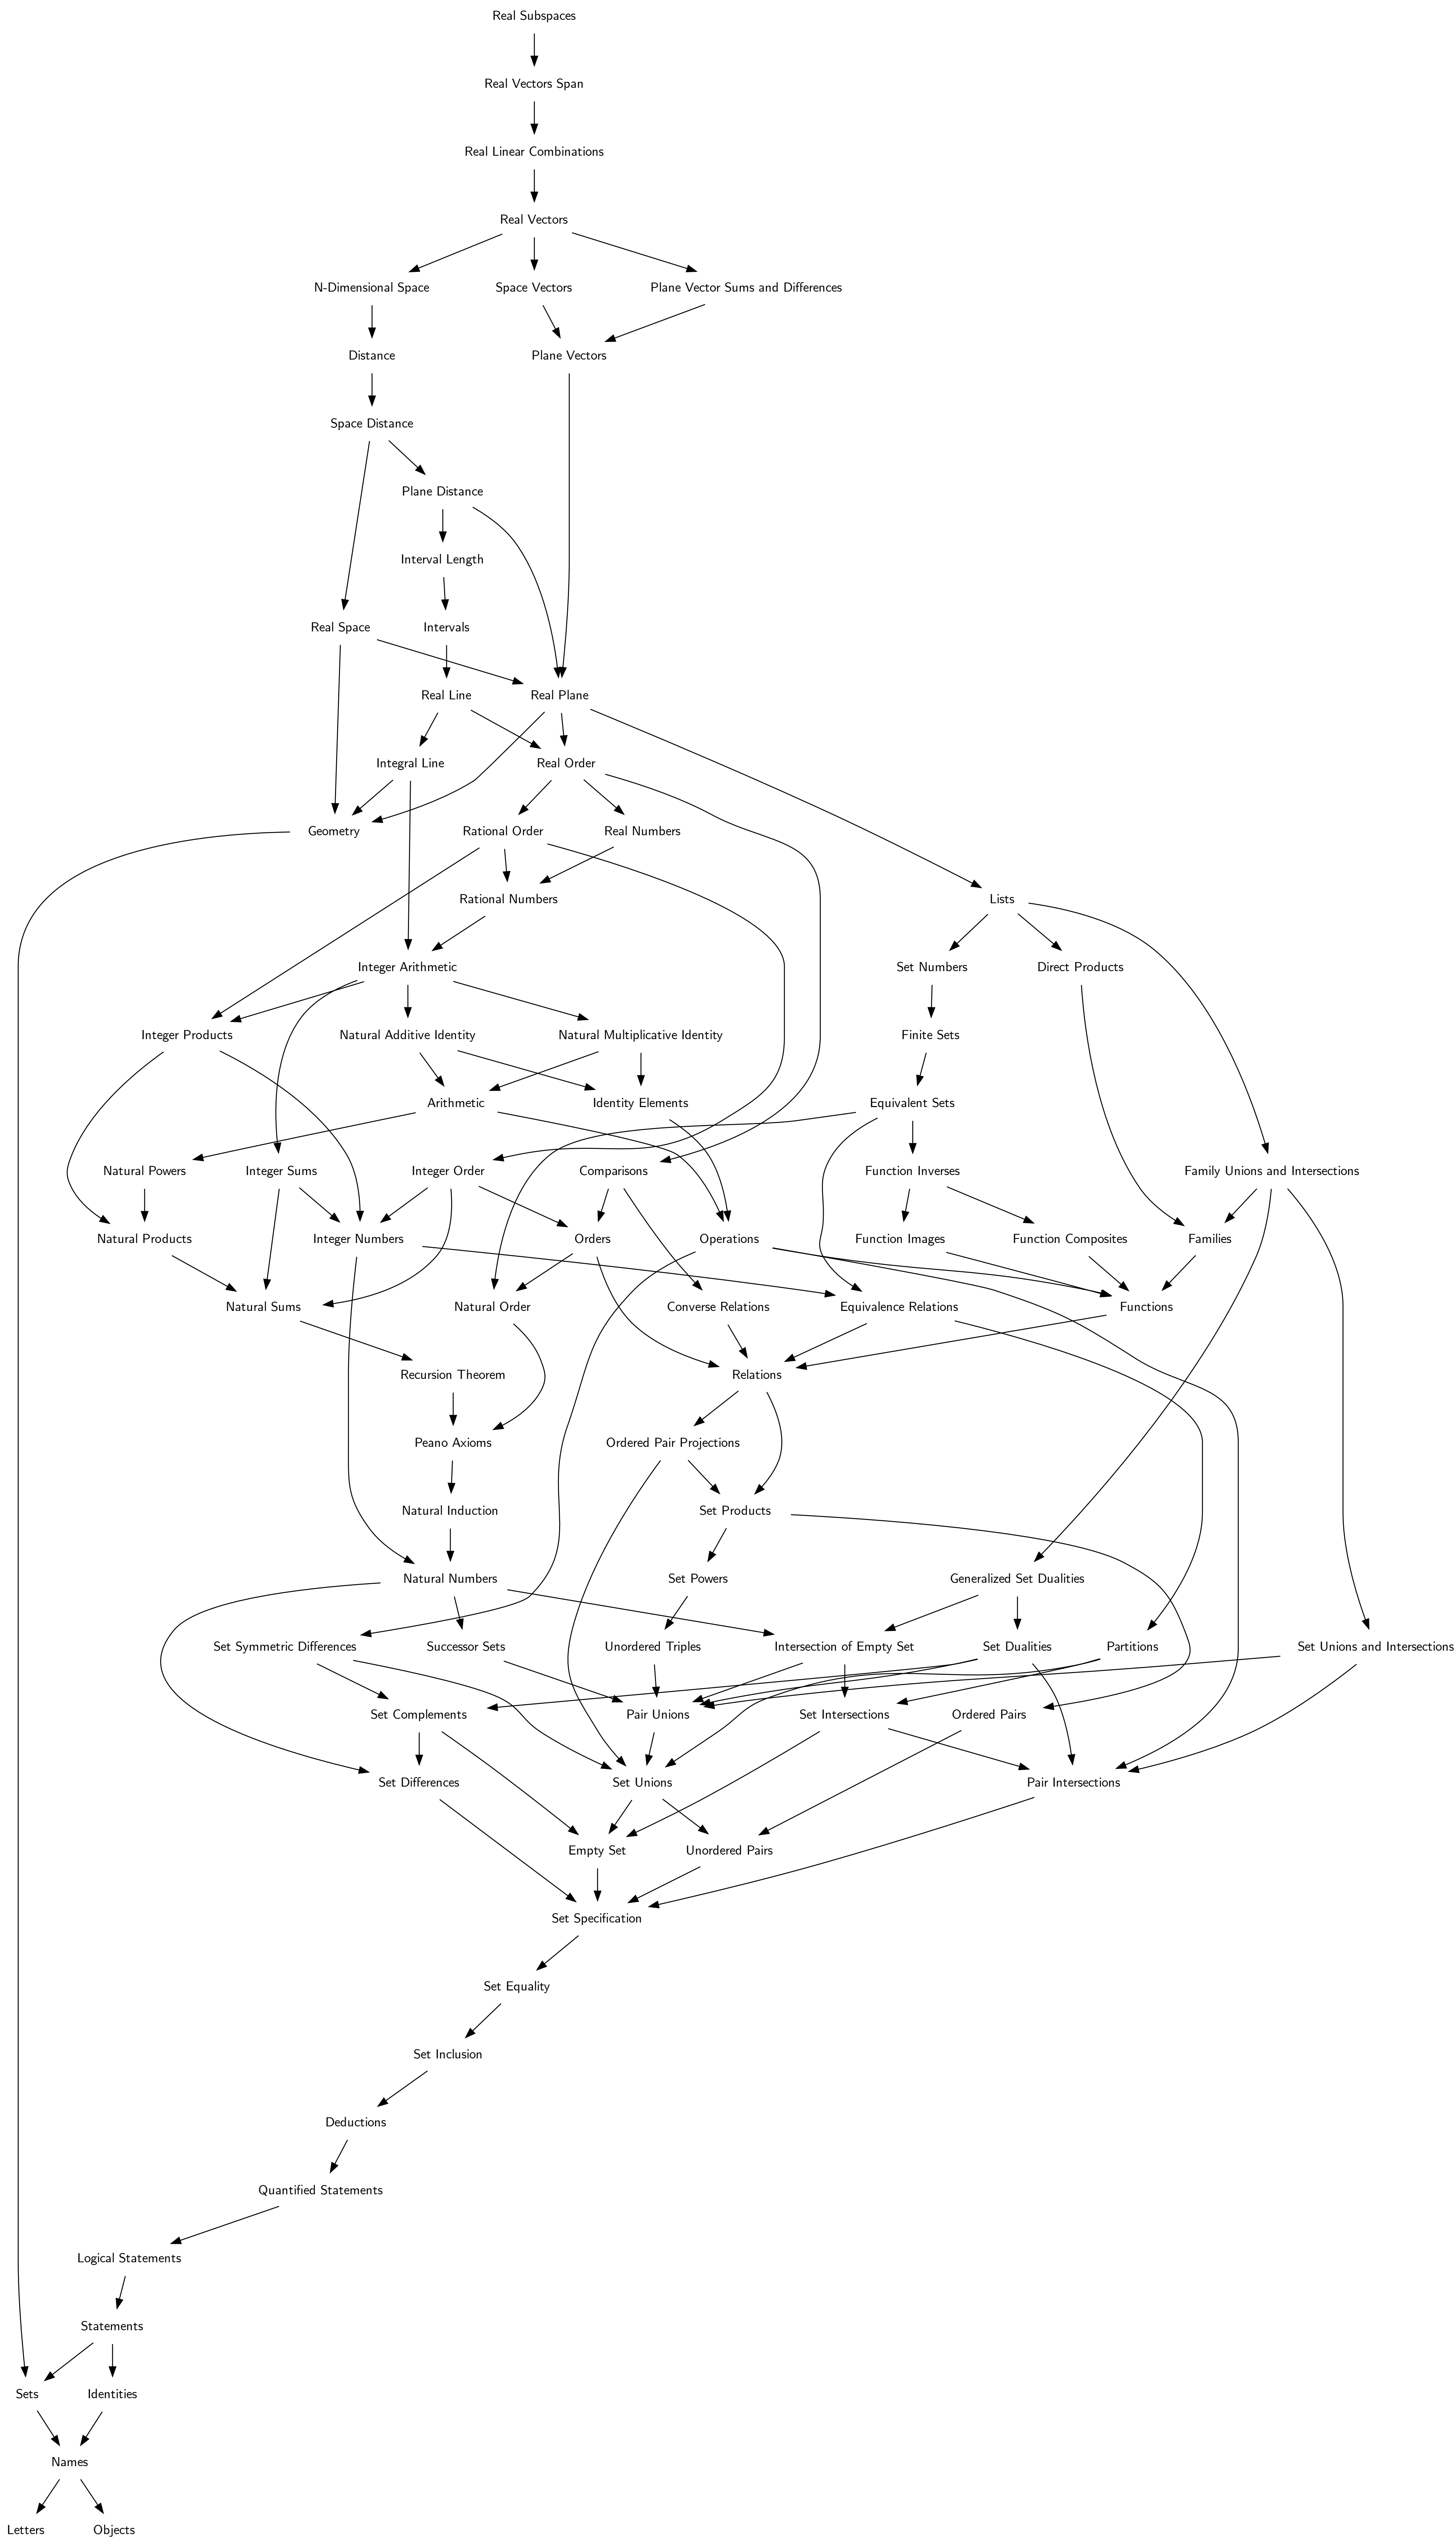 Real Subspaces
Real Vectors Span
Real Linear Combinations
Real Vectors
N-Dimensional Space
Space Vectors
Plane Vector Sums and Differences
Distance
Plane Vectors
Space Distance
Plane Distance
Interval Length
Real Space
Intervals
Real Line
Real Plane
Integral Line
Real Order
Geometry
Rational Order
Real Numbers
Rational Numbers
Lists
Integer Arithmetic
Set Numbers
Direct Products
Integer Products
Natural Additive Identity
Natural Multiplicative Identity
Finite Sets
Arithmetic
Identity Elements
Equivalent Sets
Natural Powers
Integer Sums
Integer Order
Comparisons
Function Inverses
Family Unions and Intersections
Natural Products
Integer Numbers
Orders
Operations
Function Images
Function Composites
Families
Natural Sums
Natural Order
Converse Relations
Equivalence Relations
Functions
Recursion Theorem
Relations
Peano Axioms
Ordered Pair Projections
Natural Induction
Set Products
Natural Numbers
Set Powers
Generalized Set Dualities
Set Symmetric Differences
Successor Sets
Unordered Triples
Intersection of Empty Set
Set Dualities
Partitions
Set Unions and Intersections
Set Complements
Pair Unions
Set Intersections
Ordered Pairs
Set Differences
Set Unions
Pair Intersections
Empty Set
Unordered Pairs
Set Specification
Set Equality
Set Inclusion
Deductions
Quantified Statements
Logical Statements
Statements
Sets
Identities
Names
Letters
Objects